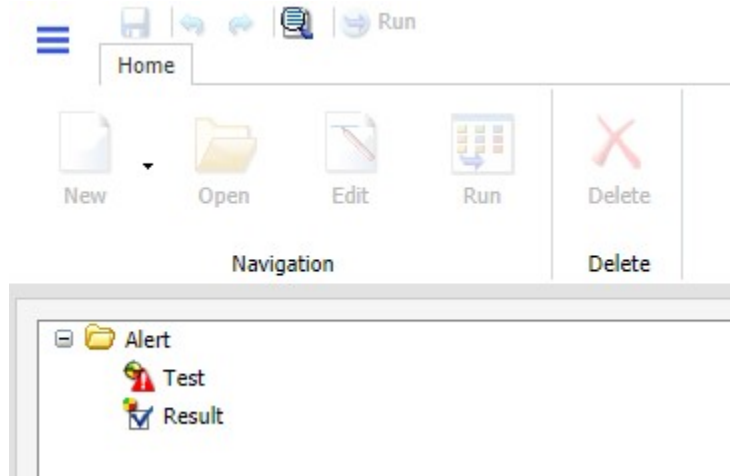 Run
Home
New Open Edit Run Delete
Navigation Delete
Alert
Test
Result